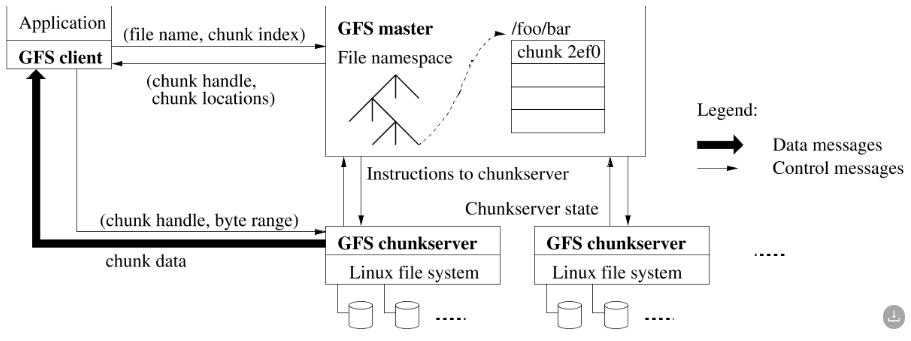 Application
GFS client
(file name, chunk index)
(chunk handle,
chunk locations)
GFS master
File namespace
/foo/bar
chunk 2ef0
Legend:
Data messages
Control messages
Instructions to chunkserver
Chunkserver state
(chunk handle, byte range)
chunk data
GFS chunkserver
Linux file system
GFS chunkserver
Linux file system